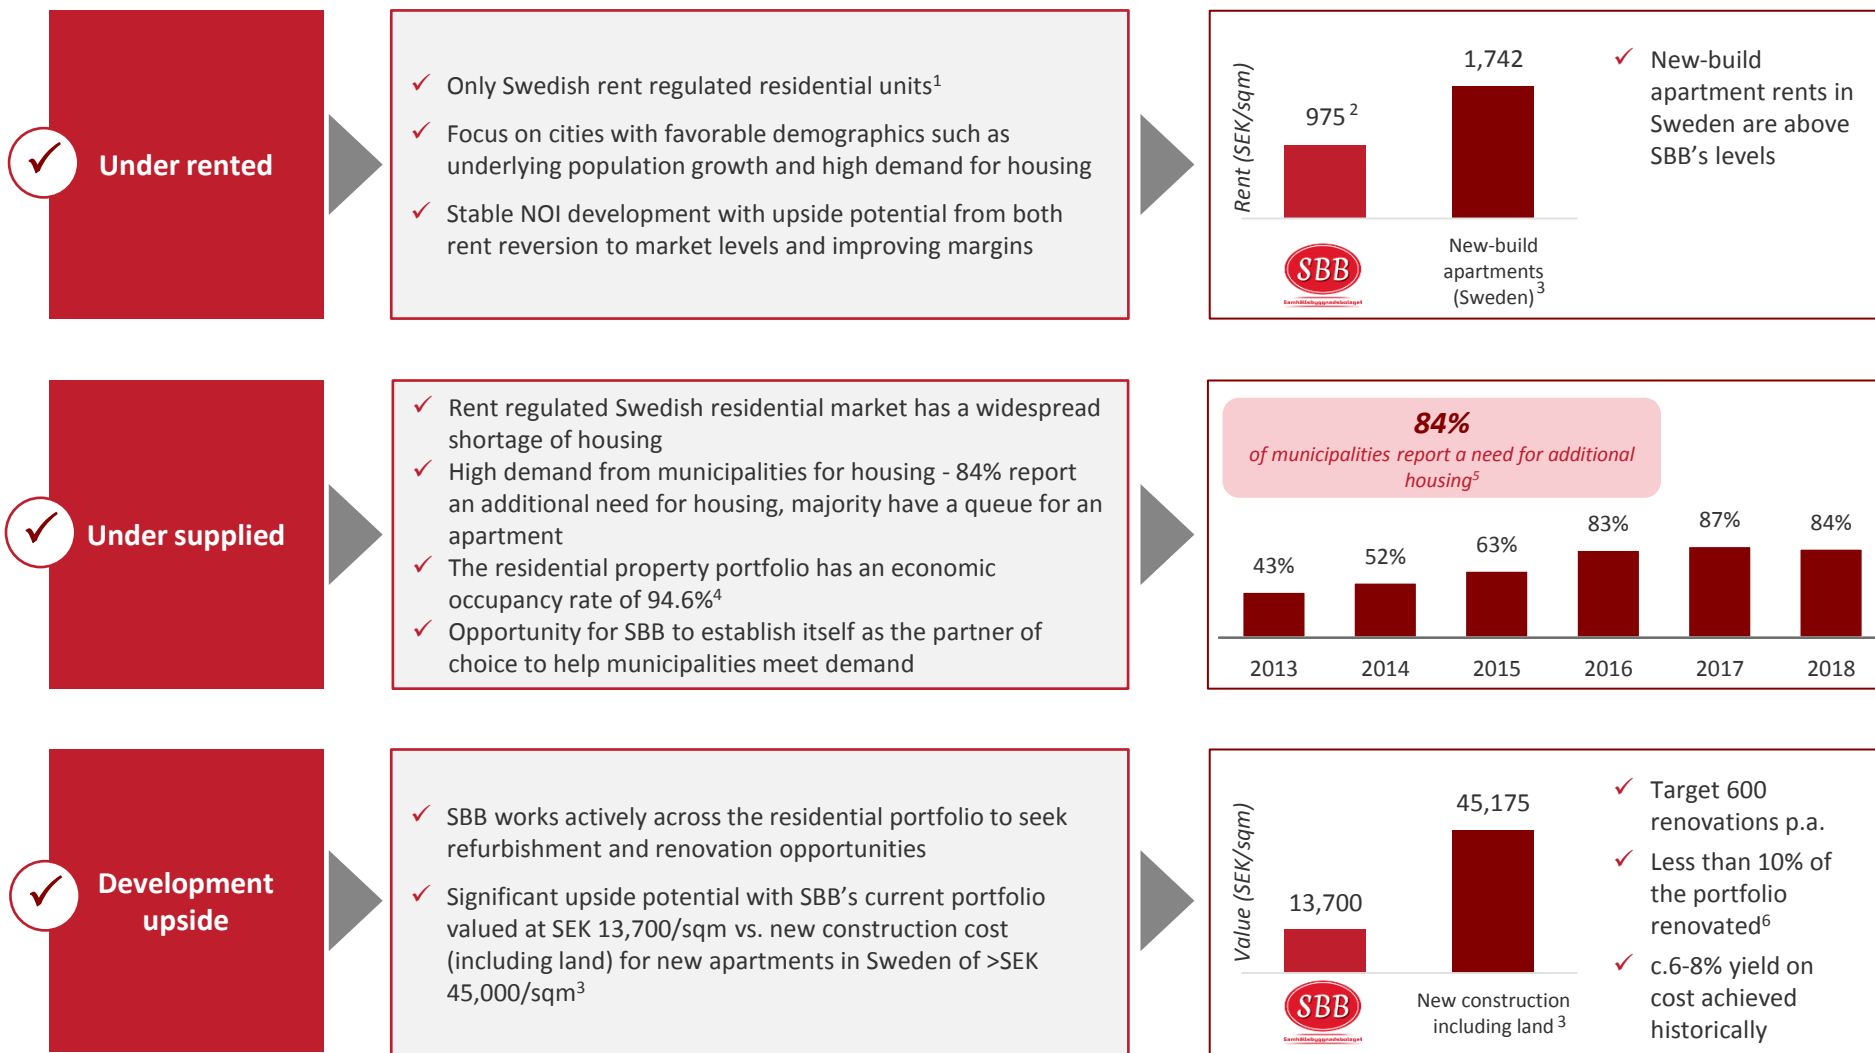 Under rented
✓ Only Swedish rent regulated residential units1
✓ Focus on cities with favorable demographics such as
underlying population growth and high demand for housing
✓ Stable NOI development with upside potential from both
rent reversion to market levels and improving margins
Rent (SEK/sqm)
975 2
1,742
SBB
Samhällsbyggnadsbolaget
New-build
apartments
(Sweden)3
✓ New-build
apartment rents in
Sweden are above
SBB’s levels
Under supplied
✓ Rent regulated Swedish residential market has a widespread
shortage of housing
✓ High demand from municipalities for housing - 84% report
an additional need for housing, majority have a queue for an
apartment
✓ The residential property portfolio has an economic
occupancy rate of 94.6%4
✓ Opportunity for SBB to establish itself as the partner of
choice to help municipalities meet demand
84%
of municipalities report a need for additional
housing5
43% 52% 63% 83% 87% 84%
2013 2014 2015 2016 2017 2018
Development
upside
✓ SBB works actively across the residential portfolio to seek
refurbishment and renovation opportunities
✓ Significant upside potential with SBB’s current portfolio
valued at SEK 13,700/sqm vs. new construction cost
(including land) for new apartments in Sweden of >SEK
45,000/sqm3
Value (SEK/sqm)
13,700
45,175
SBB
Samhällsbyggnadsbolaget
New construction
including land 3
✓ Target 600
renovations p.a.
✓ Less than 10% of
the portfolio
renovated6
✓ c.6-8% yield on
cost achieved
historically